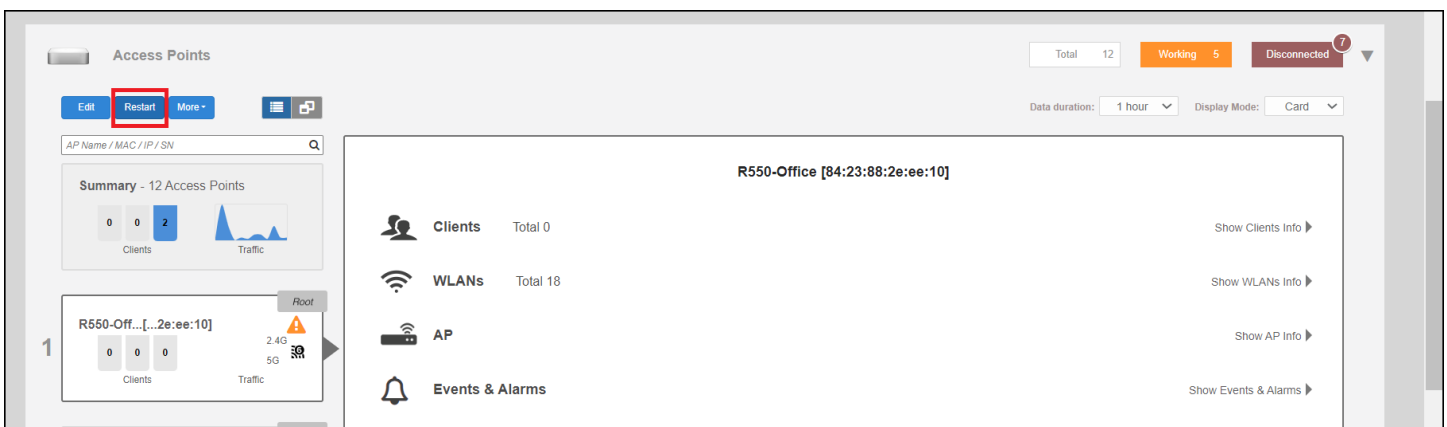 Access Points
Total 12
Working 5
Disconnected
7
Edit
Restart
More
Data duration:
1 hour
Display Mode:
Card
AP Name / MAC / IP / SN
Summary - 12 Access Points
0 0 2
Clients
Traffic
R550-Office [84:23:88:2e:ee:10]
Clients Total 0
Show Clients Info
WLANs Total 18
Show WLANs Info
AP
Show AP Info
Events & Alarms
Show Events & Alarms
Root
1
R550-Off...[...2e:ee:10]
2.4G
5G
0 0 0
Clients
Traffic